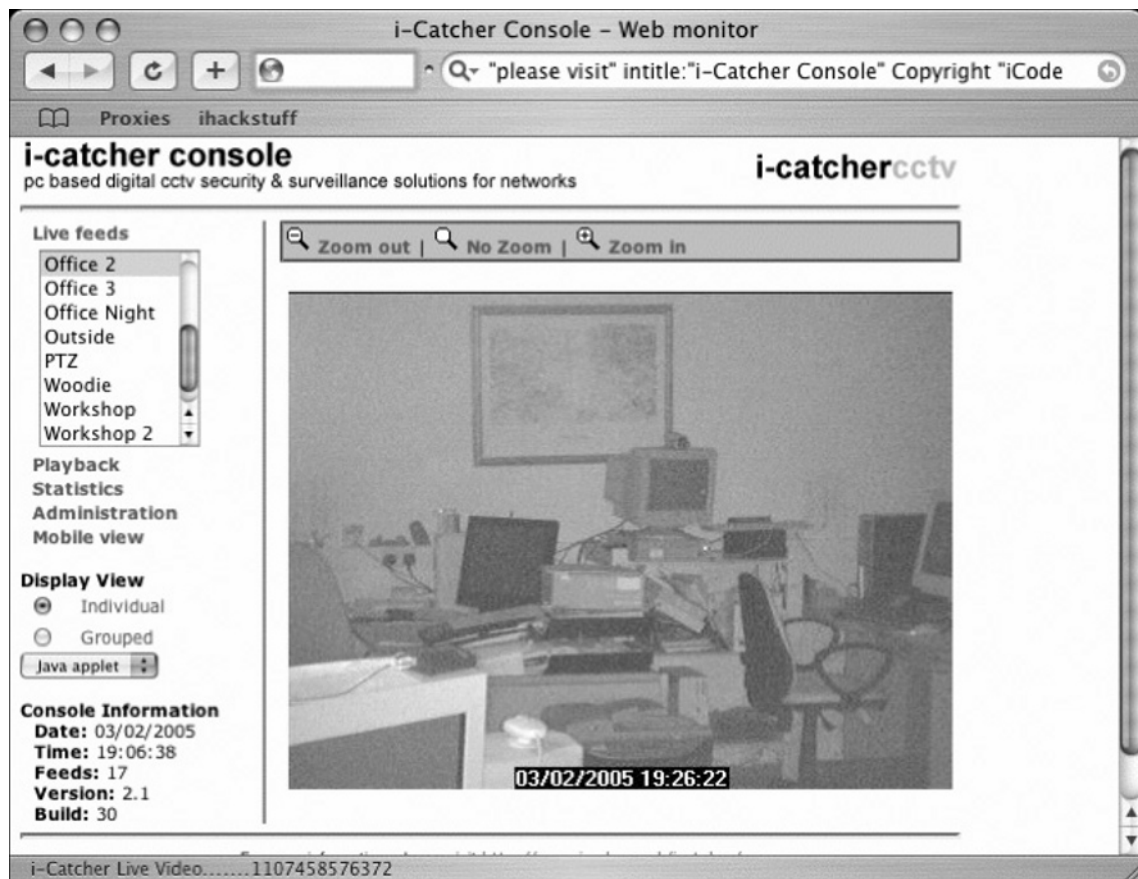 i-Catcher Console – Web monitor
"please visit" intitle:"i-Catcher Console" Copyright "iCode
Proxies ihackstuff
i-catcher console
pc based digital cctv security & surveillance solutions for networks
i-catchercctv
Live feeds
Office 2
Office 3
Office Night
Outside
PTZ
Woodie
Workshop
Workshop 2
Playback
Statistics
Administration
Mobile view
Display View
Individual
Grouped
Java applet
Console Information
Date: 03/02/2005
Time: 19:06:38
Feeds: 17
Version: 2.1
Build: 30
Zoom out | No Zoom | Zoom in
03/02/2005 19:26:22
i-Catcher Live Video.......1107458576372